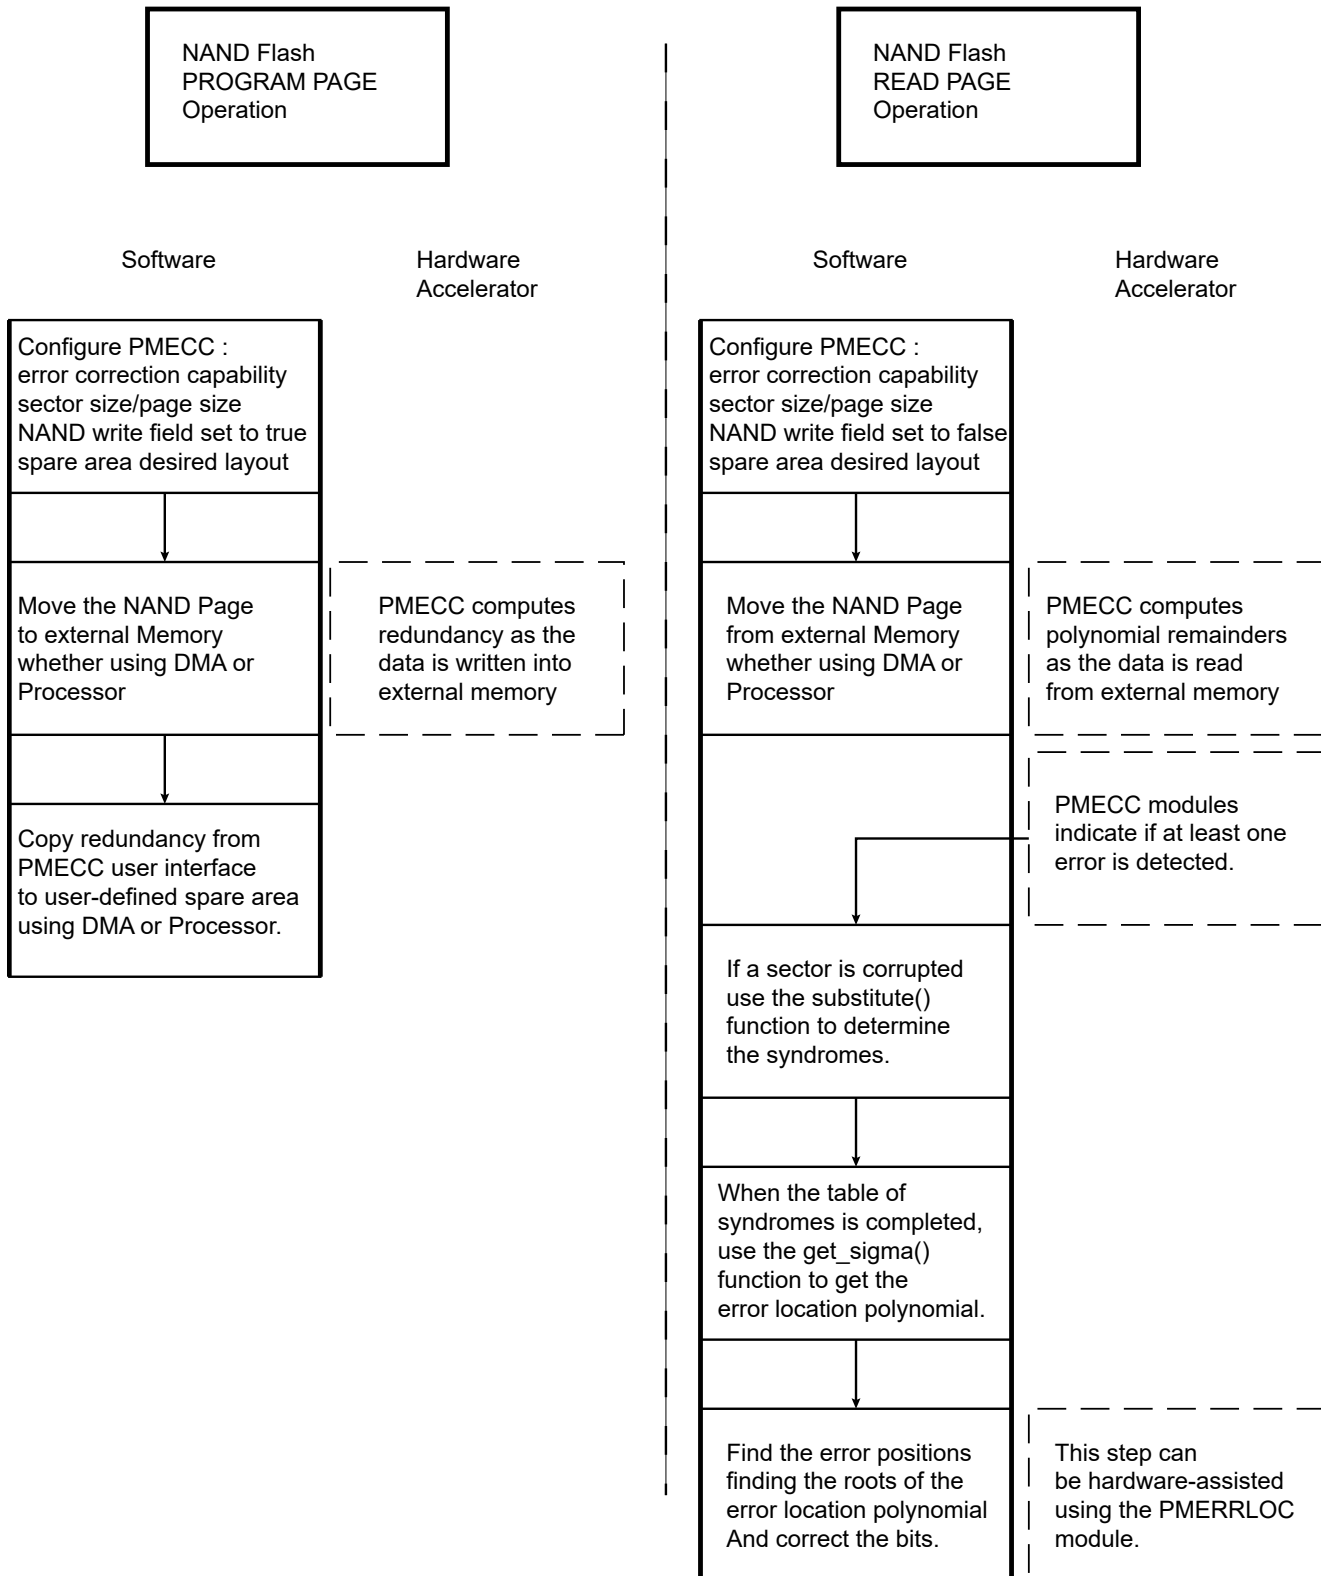 NAND Flash
PROGRAM PAGE
Operation
Software
Hardware
Accelerator
Configure PMECC :
error correction capability
sector size/page size
NAND write field set to true
spare area desired layout
Move the NAND Page
to external Memory
whether using DMA or
Processor
PMECC computes
redundancy as the
data is written into
external memory
Copy redundancy from
PMECC user interface
to user-defined spare area
using DMA or Processor.
NAND Flash
READ PAGE
Operation
Software
Hardware
Accelerator
Configure PMECC :
error correction capability
sector size/page size
NAND write field set to false
spare area desired layout
Move the NAND Page
from external Memory
whether using DMA or
Processor
PMECC computes
polynomial remainders
as the data is read
from external memory
PMECC modules
indicate if at least one
error is detected.
If a sector is corrupted
use the substitute()
function to determine
the syndromes.
When the table of
syndromes is completed,
use the get_sigma()
function to get the
error location polynomial.
Find the error positions
finding the roots of the
error location polynomial
And correct the bits.
This step can
be hardware-assisted
using the PMERRLOC
module.